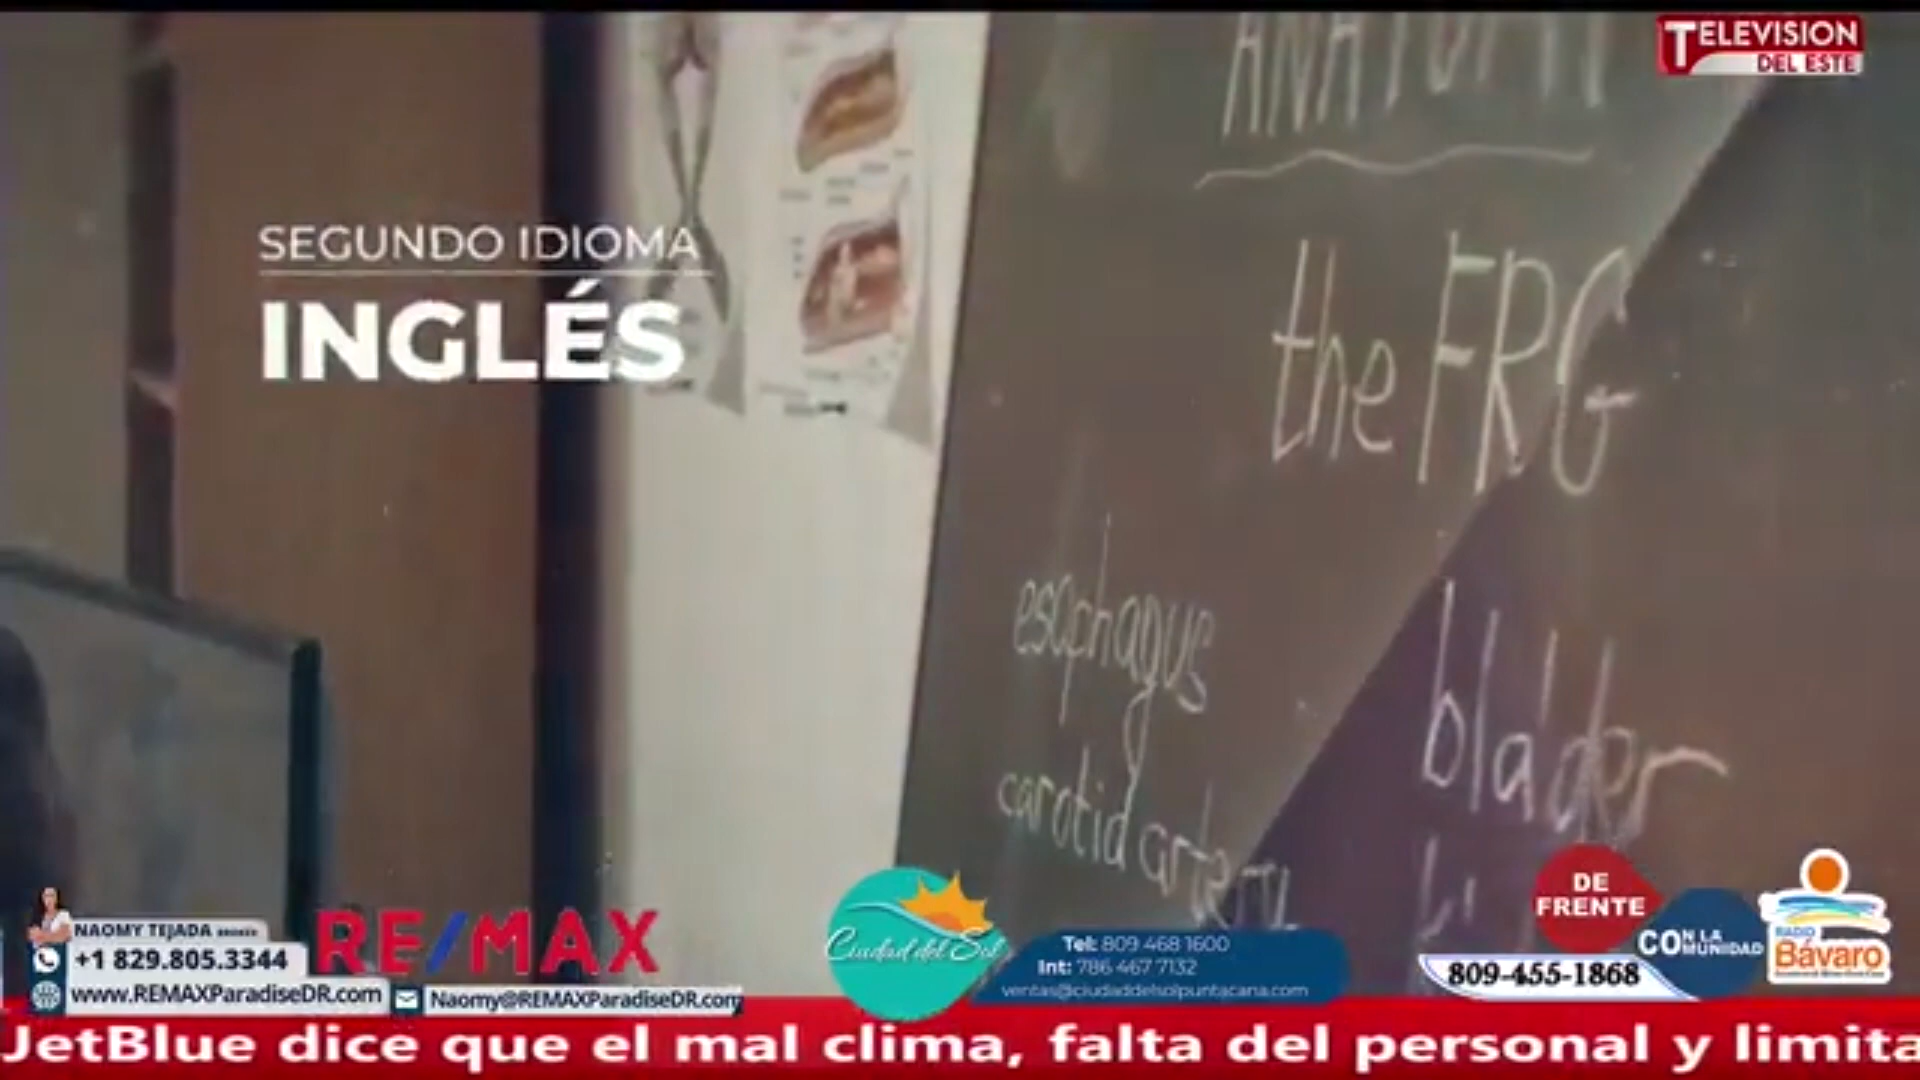 TELEVISION
DEL ESTE
ANATOMY
the FRG
SEGUNDO IDIOMA
INGLÉS
esophagus
bladder
carotid artery
NAOMY TEJADA BROKER
+1 829.805.3344
www.REMAXParadiseDR.com
Naomy@REMAXParadiseDR.com
RE/MAX
Ciudad del Sol
Tel: 809 468 1600
Int: 786 467 7132
ventas@ciudaddelsolpuntacana.com
DE
FRENTE
CON LA
COMUNIDAD
809-455-1868
RADIO
Bávaro
JetBlue dice que el mal clima, falta del personal y limita